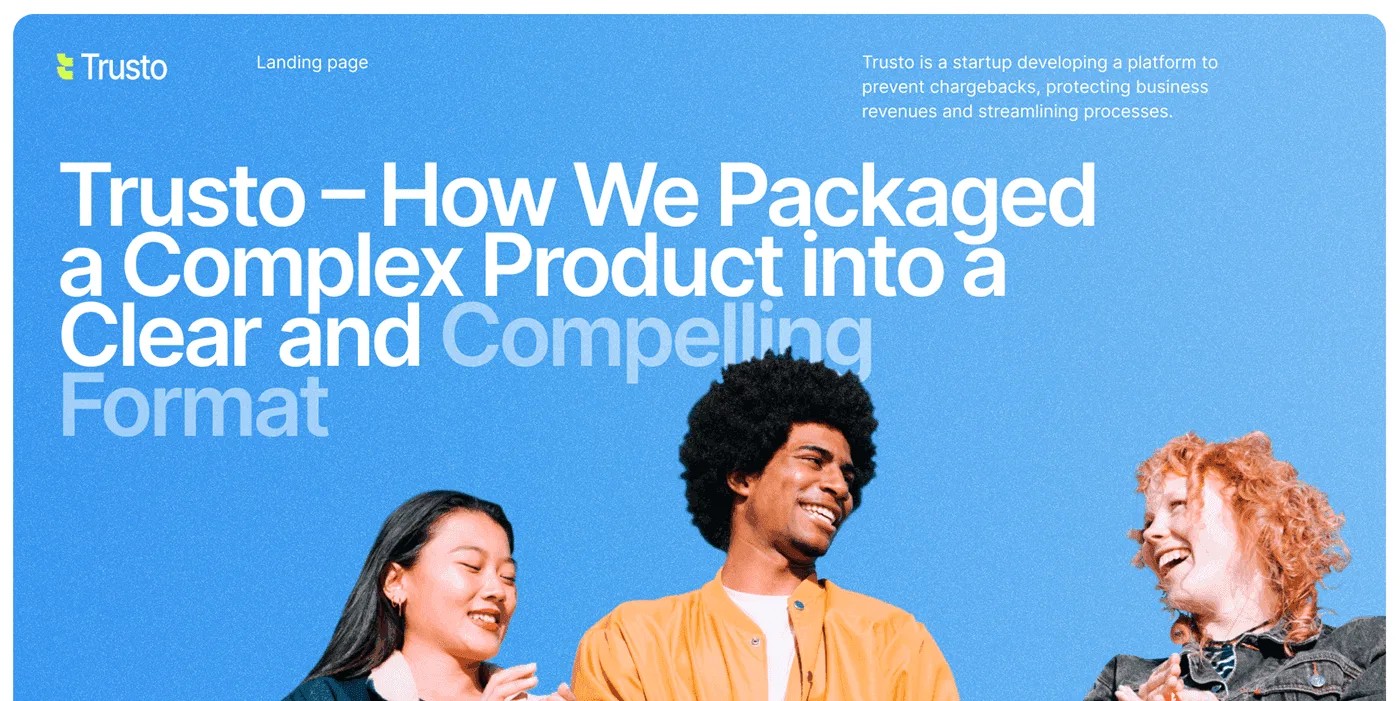 Trusto
Landing page
Trusto is a startup developing a platform to
prevent chargebacks, protecting business
revenues and streamlining processes.
Trusto – How We Packaged
a Complex Product into a
Clear and Compelling
Format